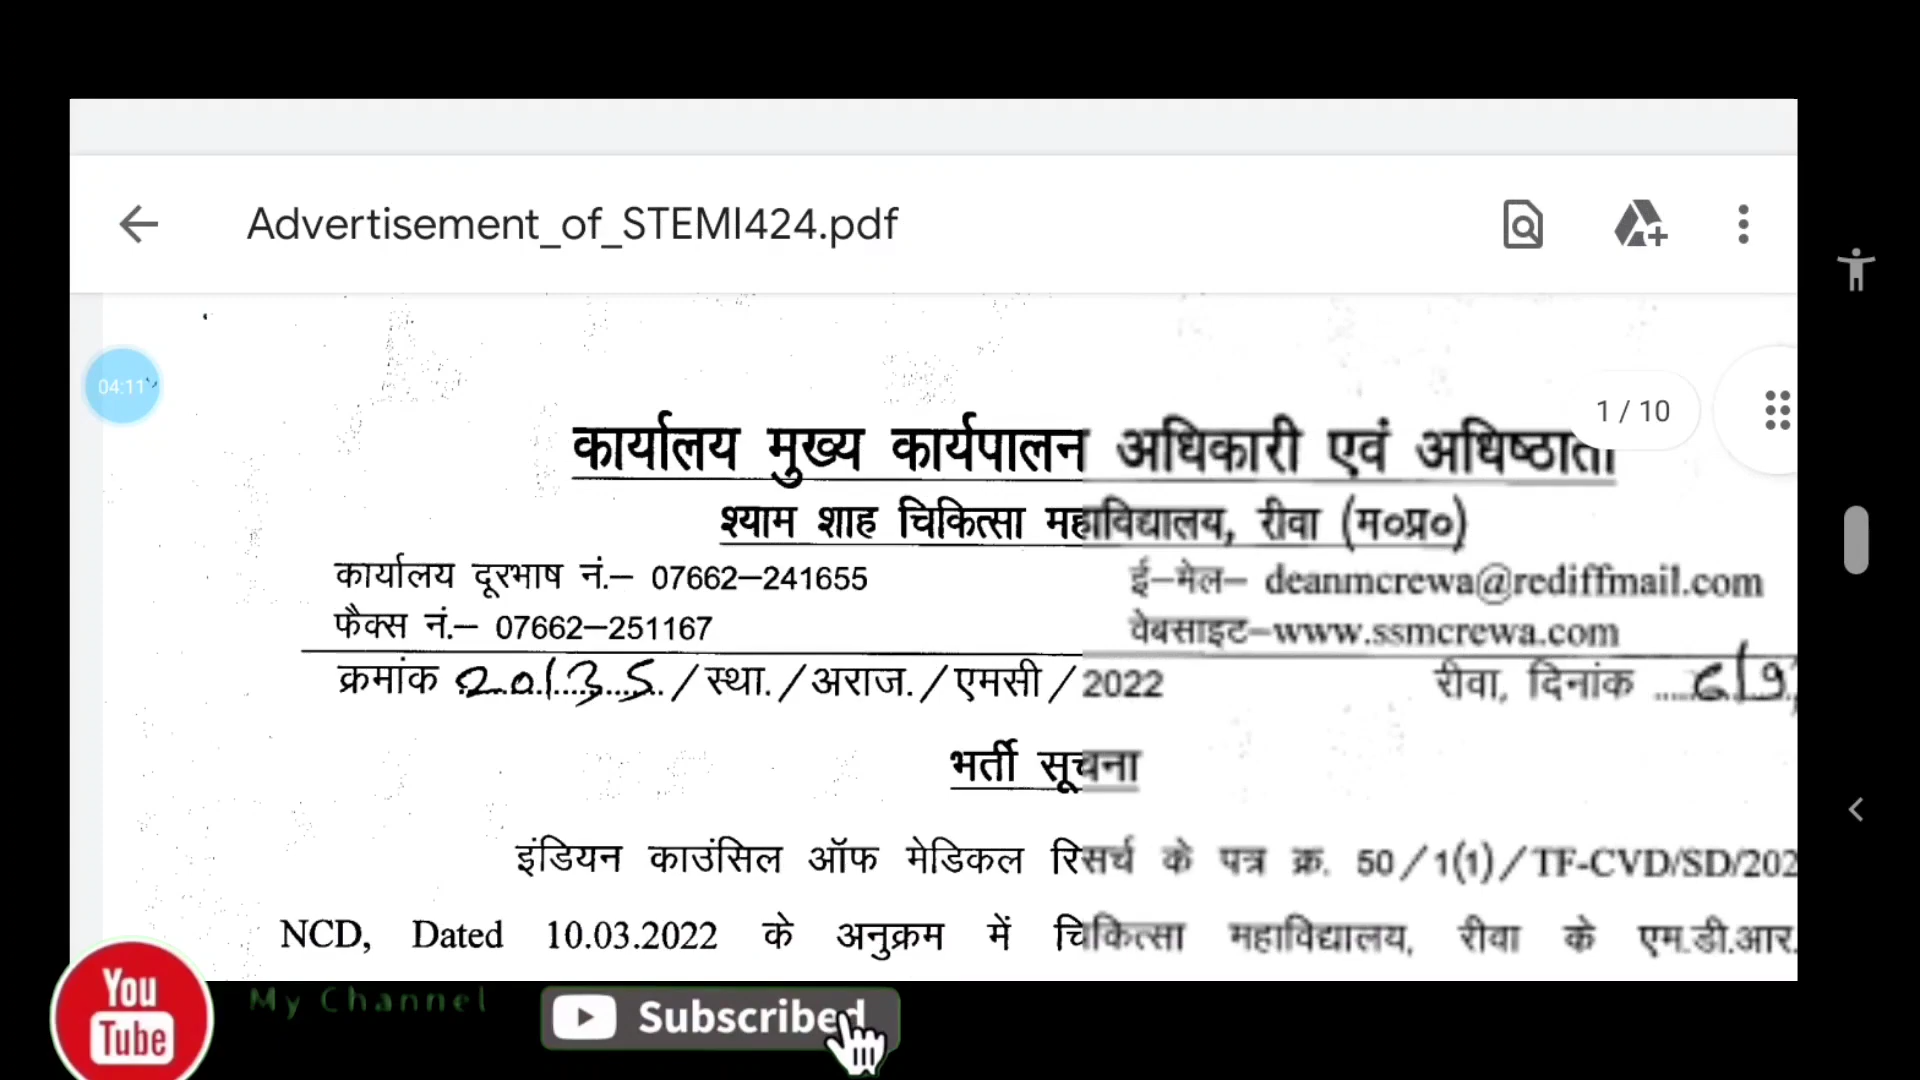 Advertisement_of_STEMI424.pdf
04:11
1 / 10
कार्यालय मुख्य कार्यपालन अधिकारी एवं अधिष्ठाता
श्याम शाह चिकित्सा महाविद्यालय, रीवा (म०प्र०)
कार्यालय दूरभाष नं.– 07662–241655 ई–मेल– deanmcrewa@rediffmail.com
फैक्स नं.– 07662–251167 वेबसाइट–www.ssmcrewa.com
क्रमांक 20135/स्था./अराज./एमसी/2022 रीवा, दिनांक ..... 6/9
भर्ती सूचना
इंडियन काउंसिल ऑफ मेडिकल रिसर्च के पत्र क्र. 50/1(1)/TF-CVD/SD/202
NCD, Dated 10.03.2022 के अनुक्रम में चिकित्सा महाविद्यालय, रीवा के एम.डी.आर.
You
Tube
My Channel
Subscribed